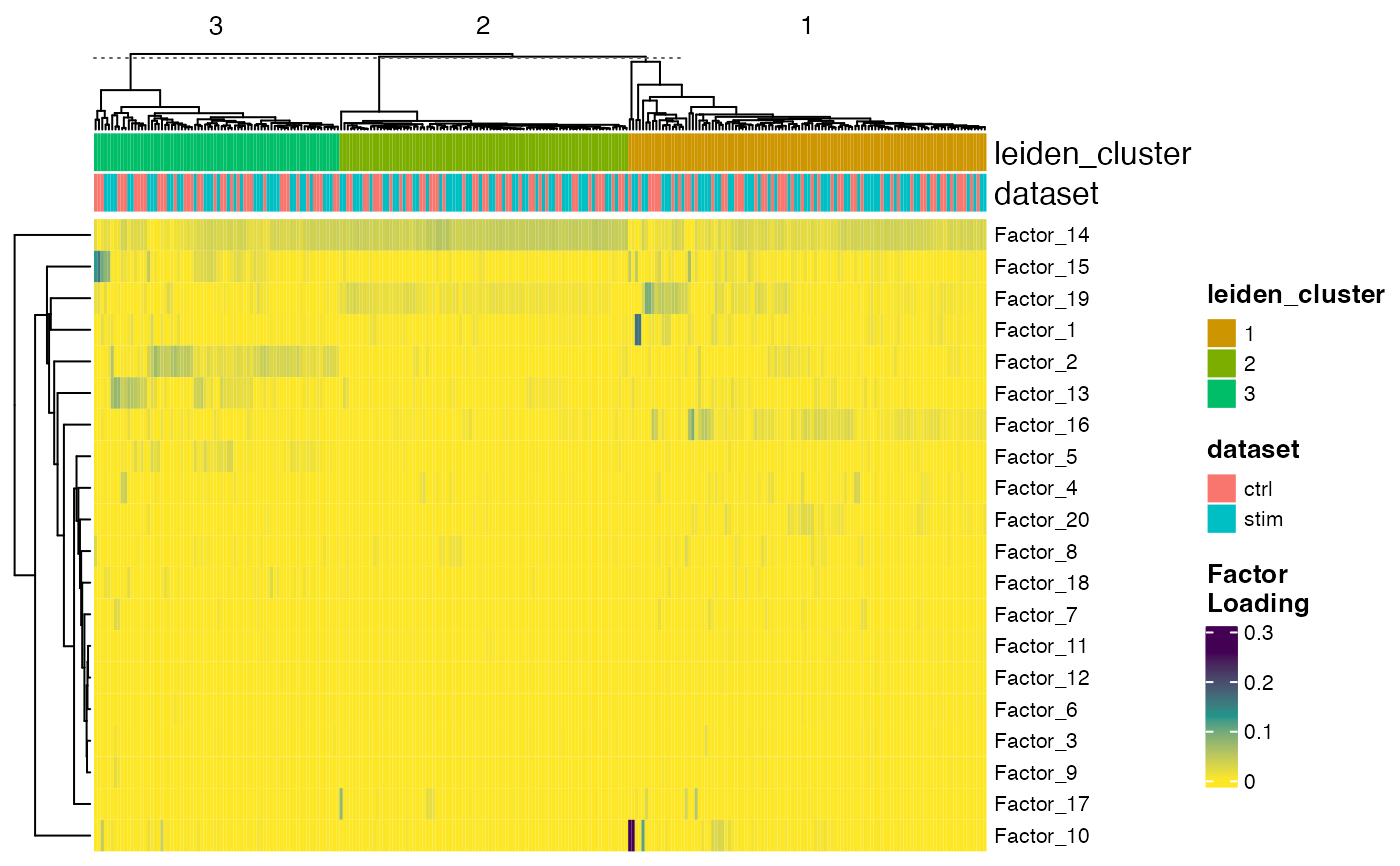 3 2 1
leiden_cluster
dataset
Factor_14
Factor_15
Factor_19
Factor_1
Factor_2
Factor_13
Factor_16
Factor_5
Factor_4
Factor_20
Factor_8
Factor_18
Factor_7
Factor_11
Factor_12
Factor_6
Factor_3
Factor_9
Factor_17
Factor_10
leiden_cluster
1
2
3
dataset
ctrl
stim
Factor
Loading
0.3
0.2
0.1
0